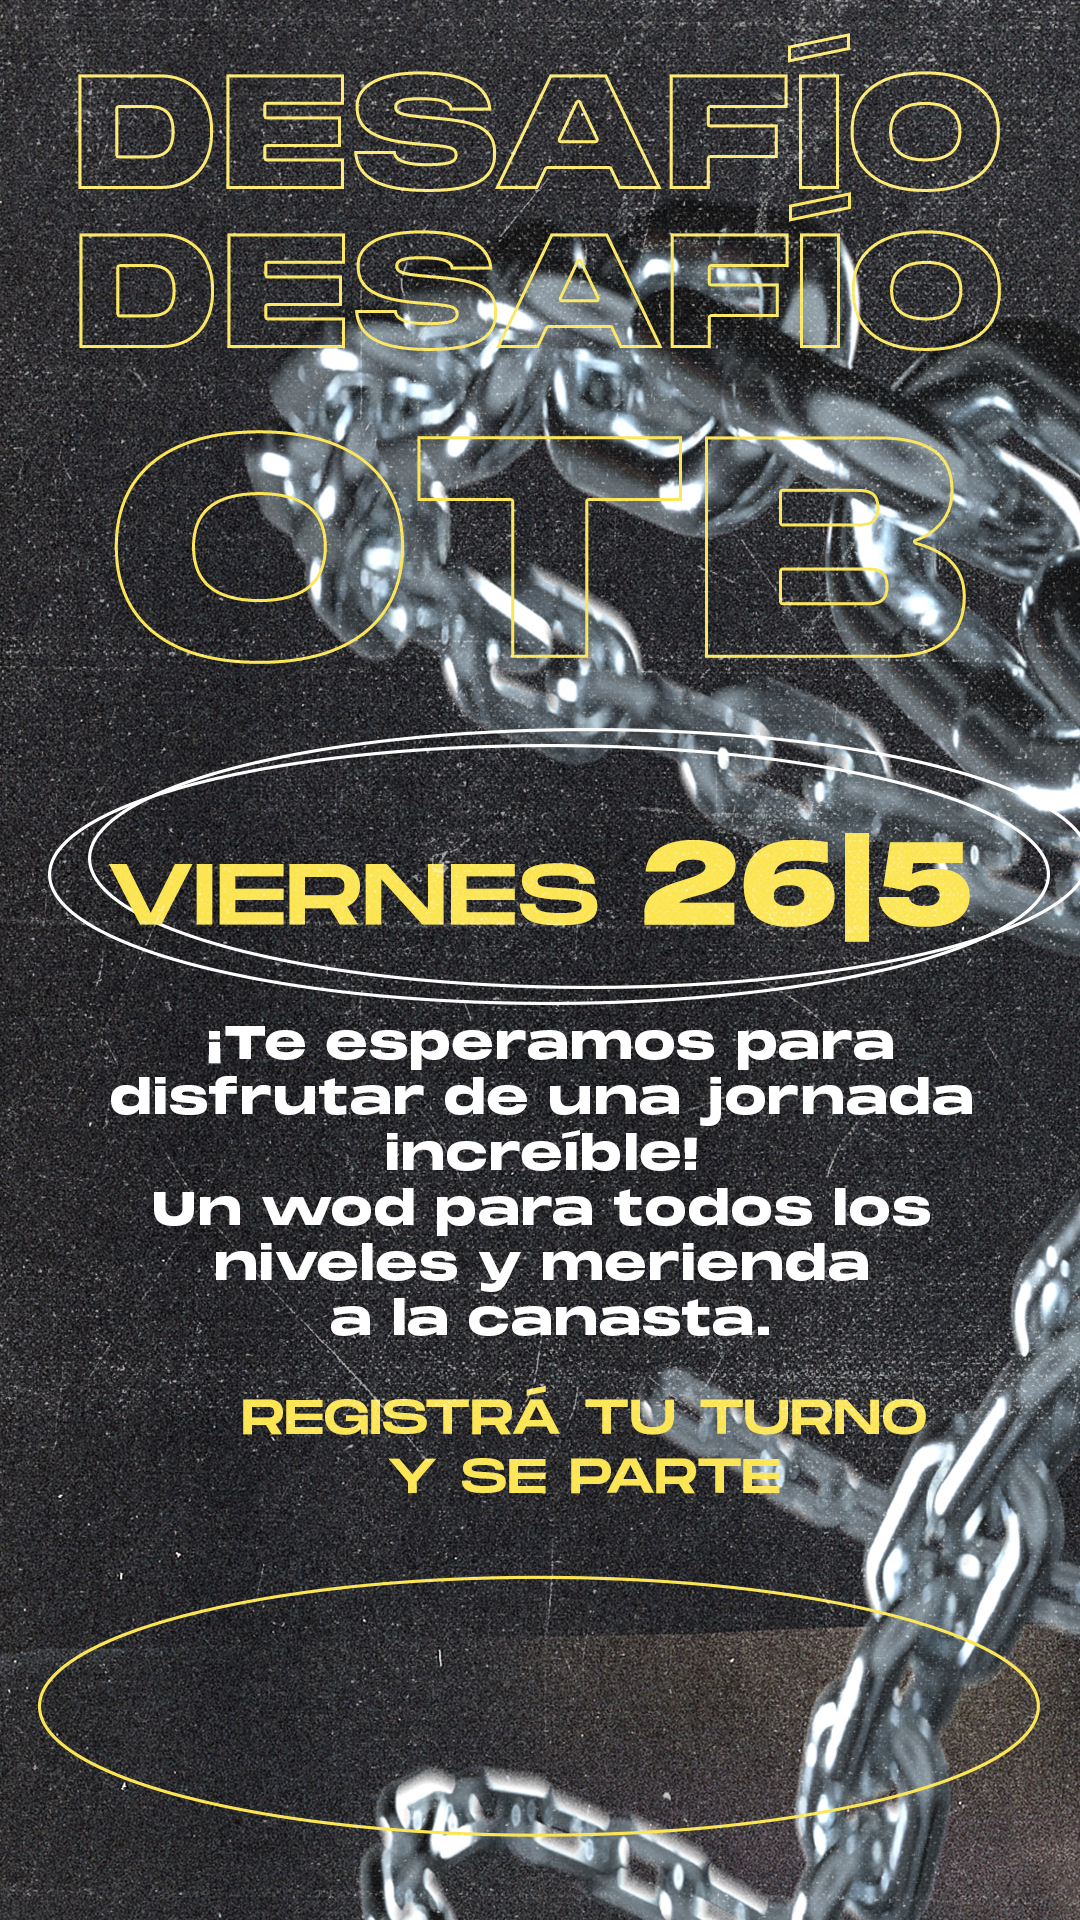 DESAFÍO
DESAFÍO
OTB
VIERNES 26|5
¡Te esperamos para
disfrutar de una jornada
increíble!
Un wod para todos los
niveles y merienda
a la canasta.
REGISTRÁ TU TURNO
Y SE PARTE